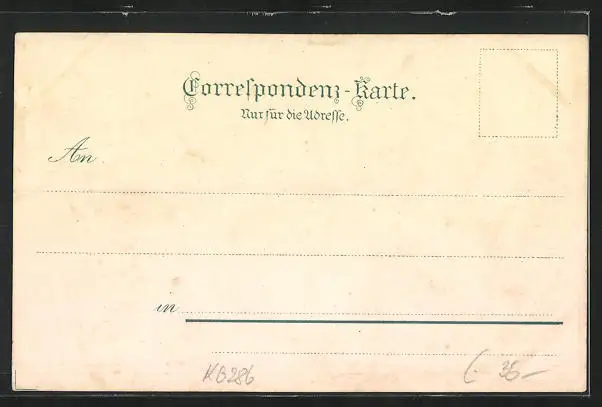 Correspondenz-Karte.
Nur für die Adresse.
An
in
KB286
36-